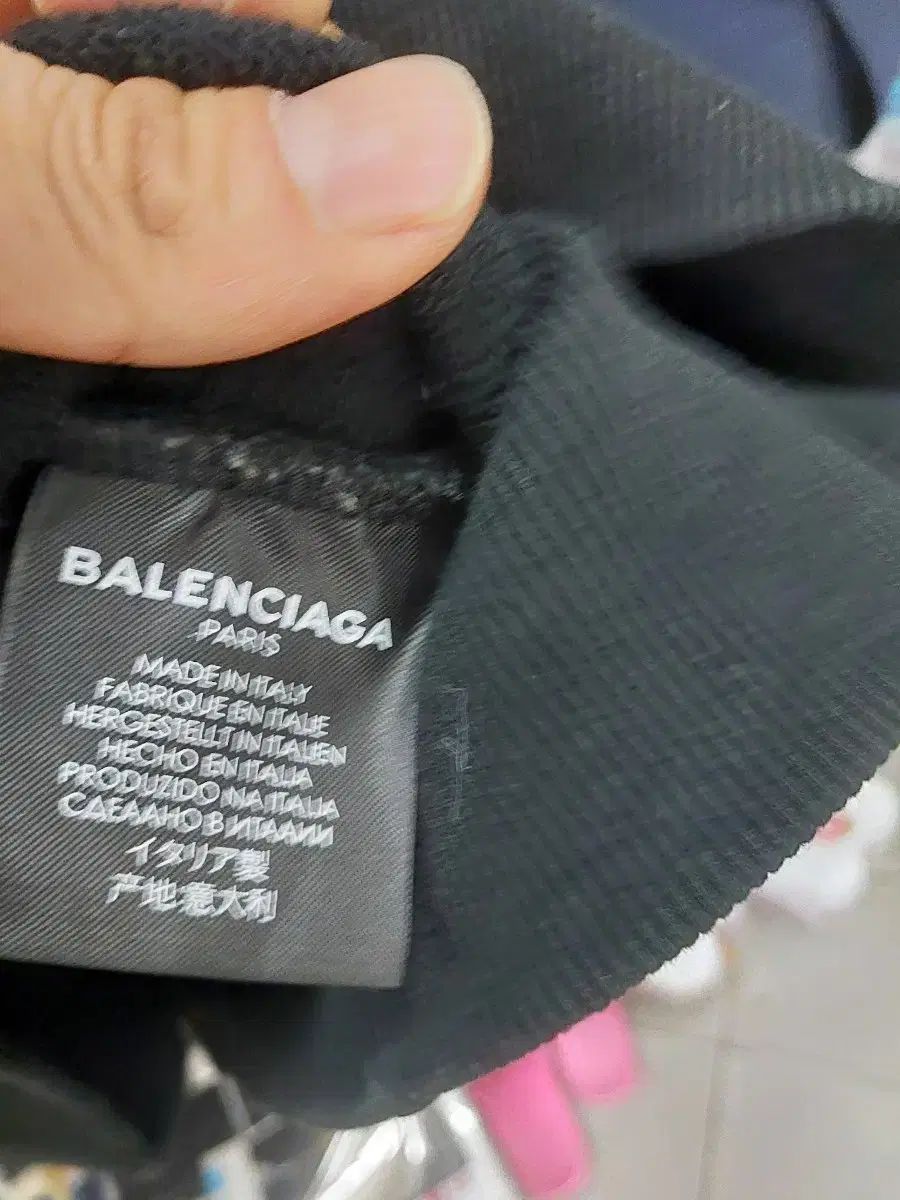 BALENCIAGA
PARIS
MADE IN ITALY
FABRIQUE EN ITALIE
HERGESTELLT IN ITALIEN
HECHO EN ITALIA
PRODUZIDO NA ITALIA
СДЕЛАНО В ИТАЛИИ
イタリア製
产地:意大利